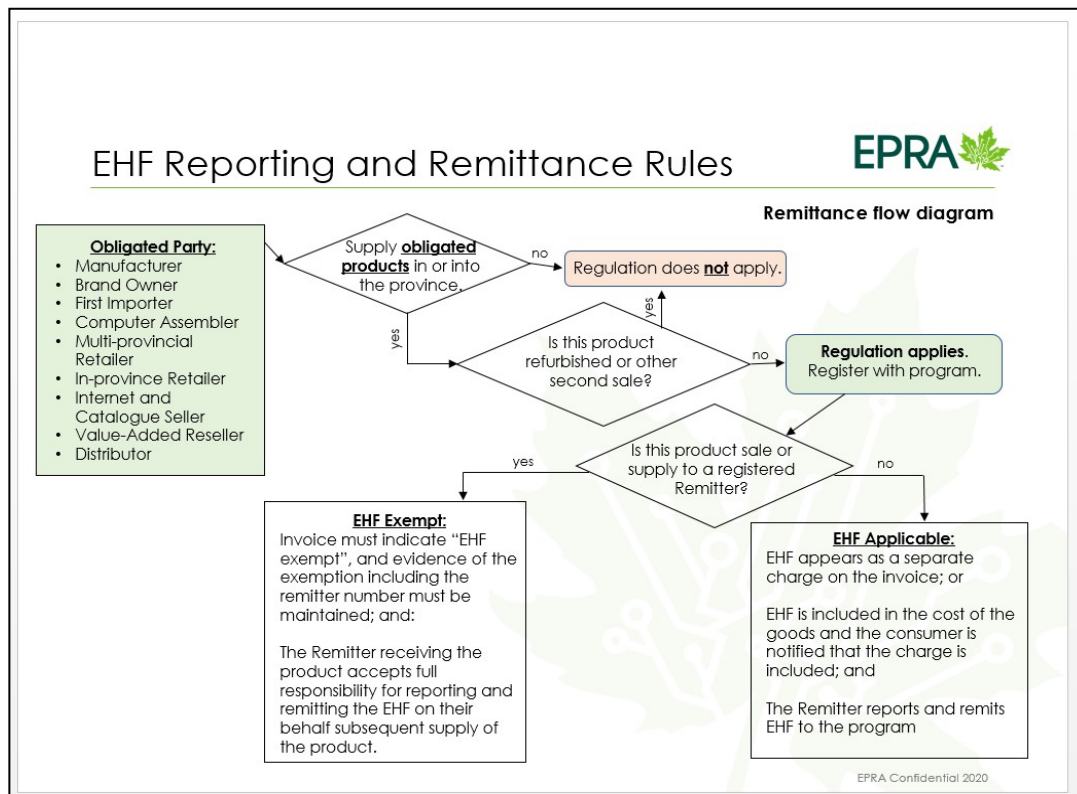 EHF Reporting and Remittance Rules
EPRA
Remittance flow diagram
Obligated Party:
• Manufacturer
• Brand Owner
• First Importer
• Computer Assembler
• Multi-provincial
Retailer
• In-province Retailer
• Internet and
Catalogue Seller
• Value-Added Reseller
• Distributor
Supply obligated
products in or into
the province.
no
Regulation does not apply.
yes
yes
Is this product
refurbished or other
second sale?
no
Regulation applies.
Register with program.
Is this product sale or
supply to a registered
Remitter?
yes
no
EHF Exempt:
Invoice must indicate “EHF
exempt”, and evidence of the
exemption including the
remitter number must be
maintained; and:
The Remitter receiving the
product accepts full
responsibility for reporting and
remitting the EHF on their
behalf subsequent supply of
the product.
EHF Applicable:
EHF appears as a separate
charge on the invoice; or
EHF is included in the cost of the
goods and the consumer is
notified that the charge is
included; and
The Remitter reports and remits
EHF to the program
EPRA Confidential 2020